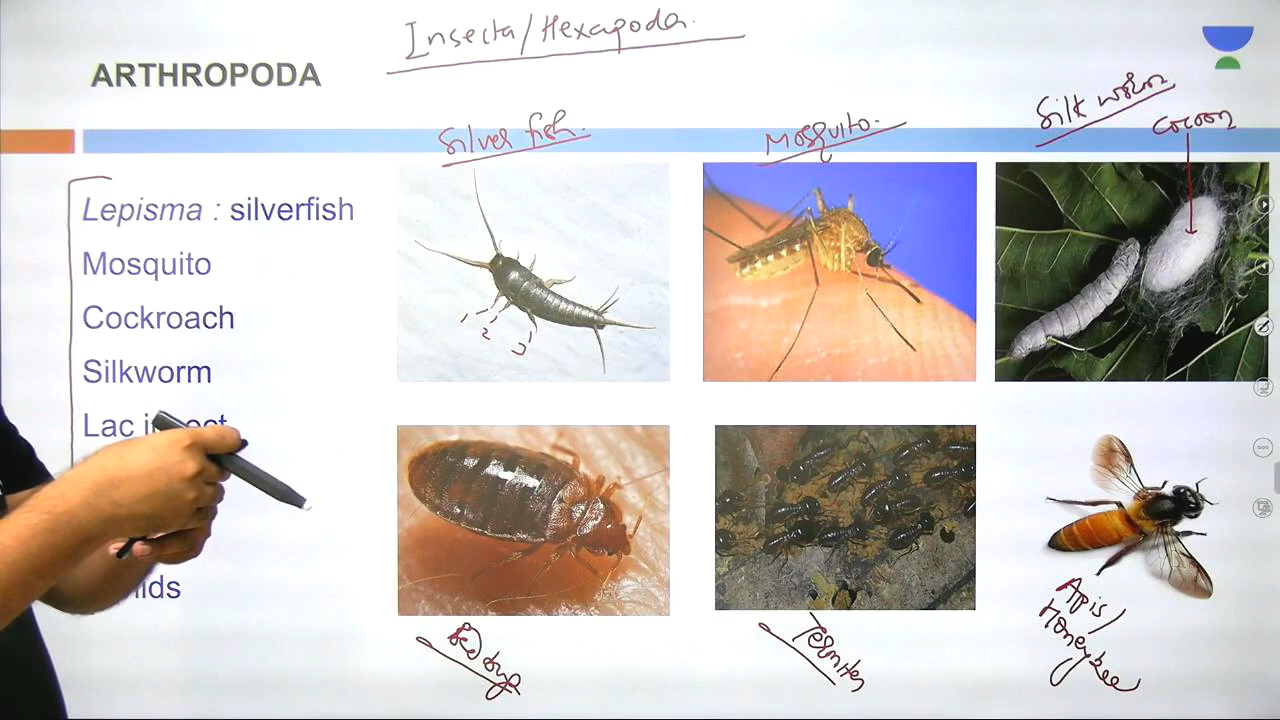 Insecta/Hexapoda.
ARTHROPODA
Silver fish.
Mosquito.
Silk worm
Cocoon
Lepisma : silverfish
Mosquito
Cockroach
Silkworm
Lac insect
1 2 3
Bed bug
Termites
Apis/
Honeybee